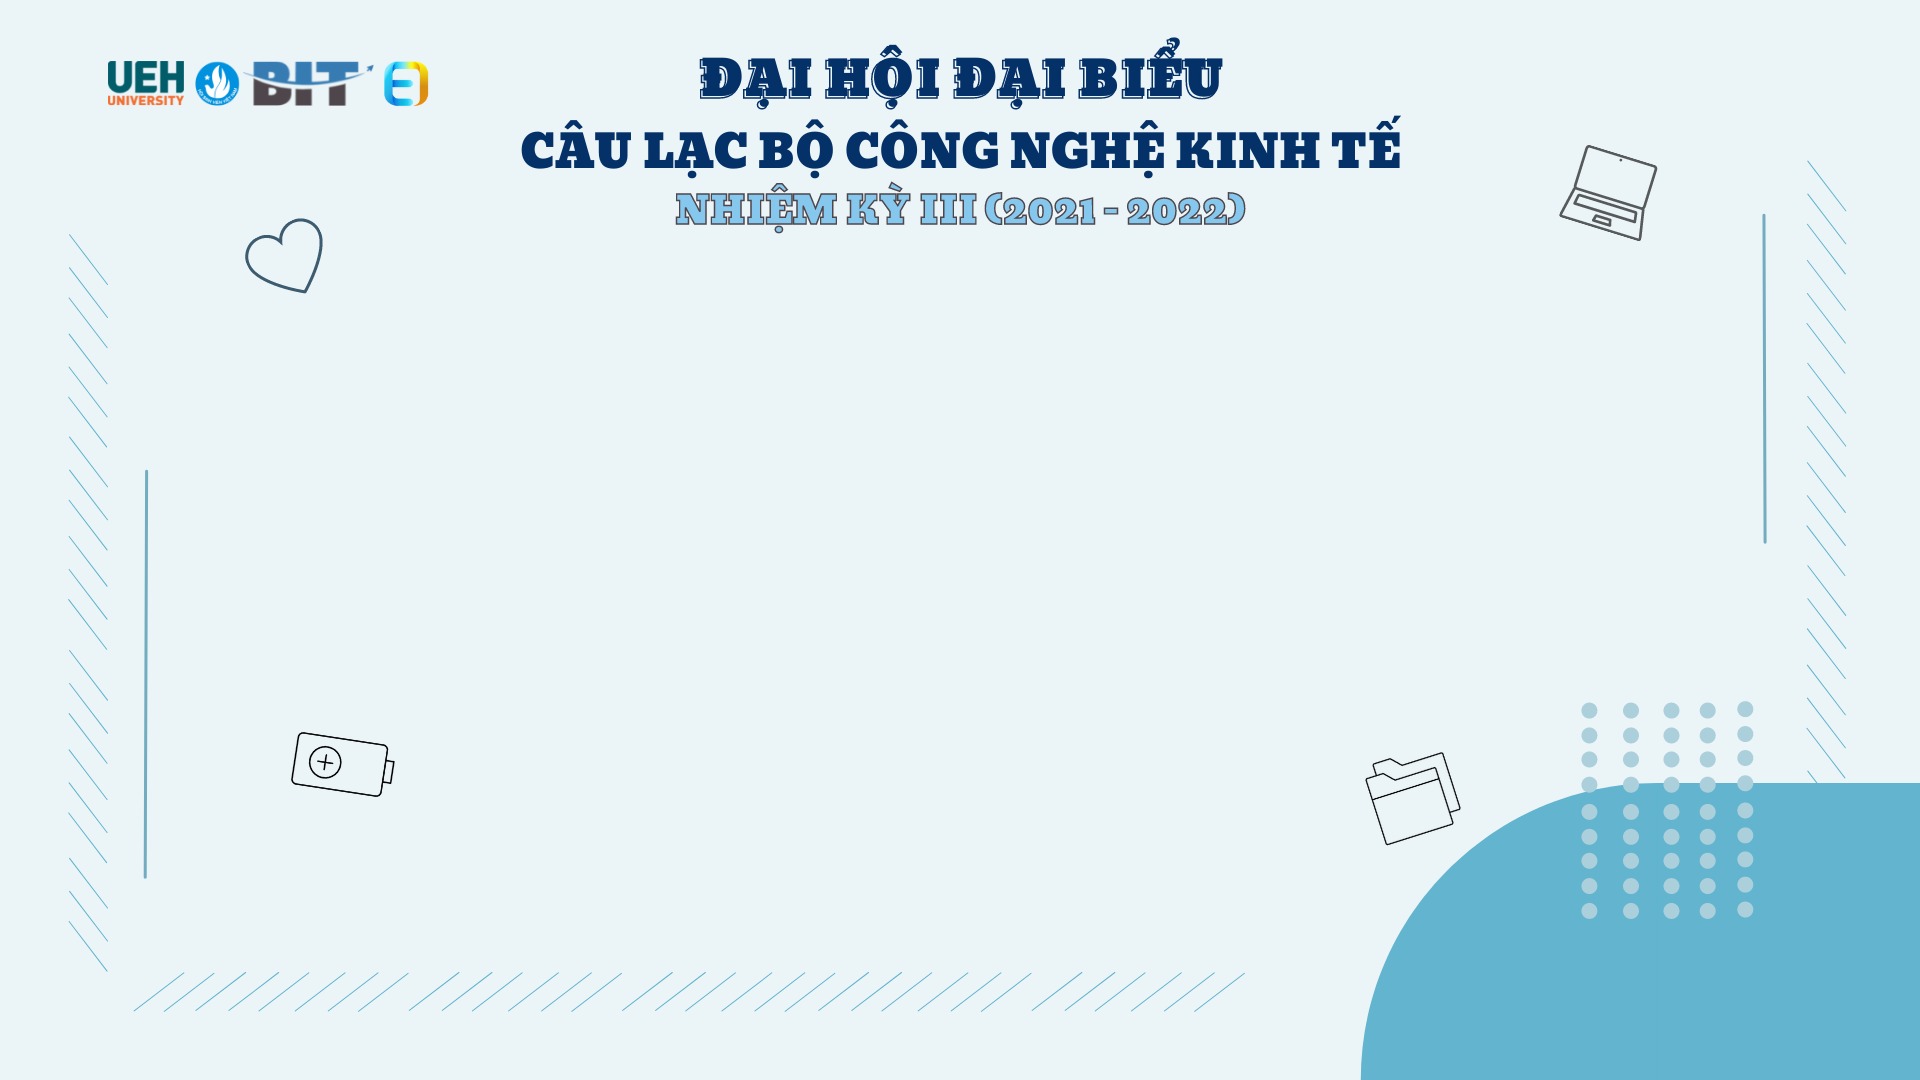 UEH
UNIVERSITY
BIT
ĐẠI HỘI ĐẠI BIỂU
CÂU LẠC BỘ CÔNG NGHỆ KINH TẾ
NHIỆM KỲ III (2021 - 2022)